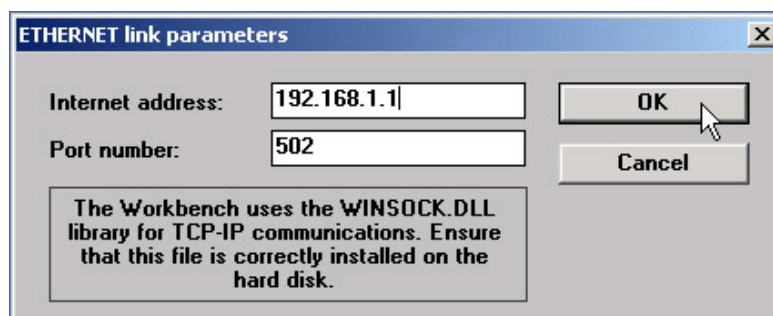 ETHERNET link parameters
Internet address: 192.168.1.1 OK
Port number: 502
Cancel
The Workbench uses the WINSOCK.DLL
library for TCP-IP communications. Ensure
that this file is correctly installed on the
hard disk.